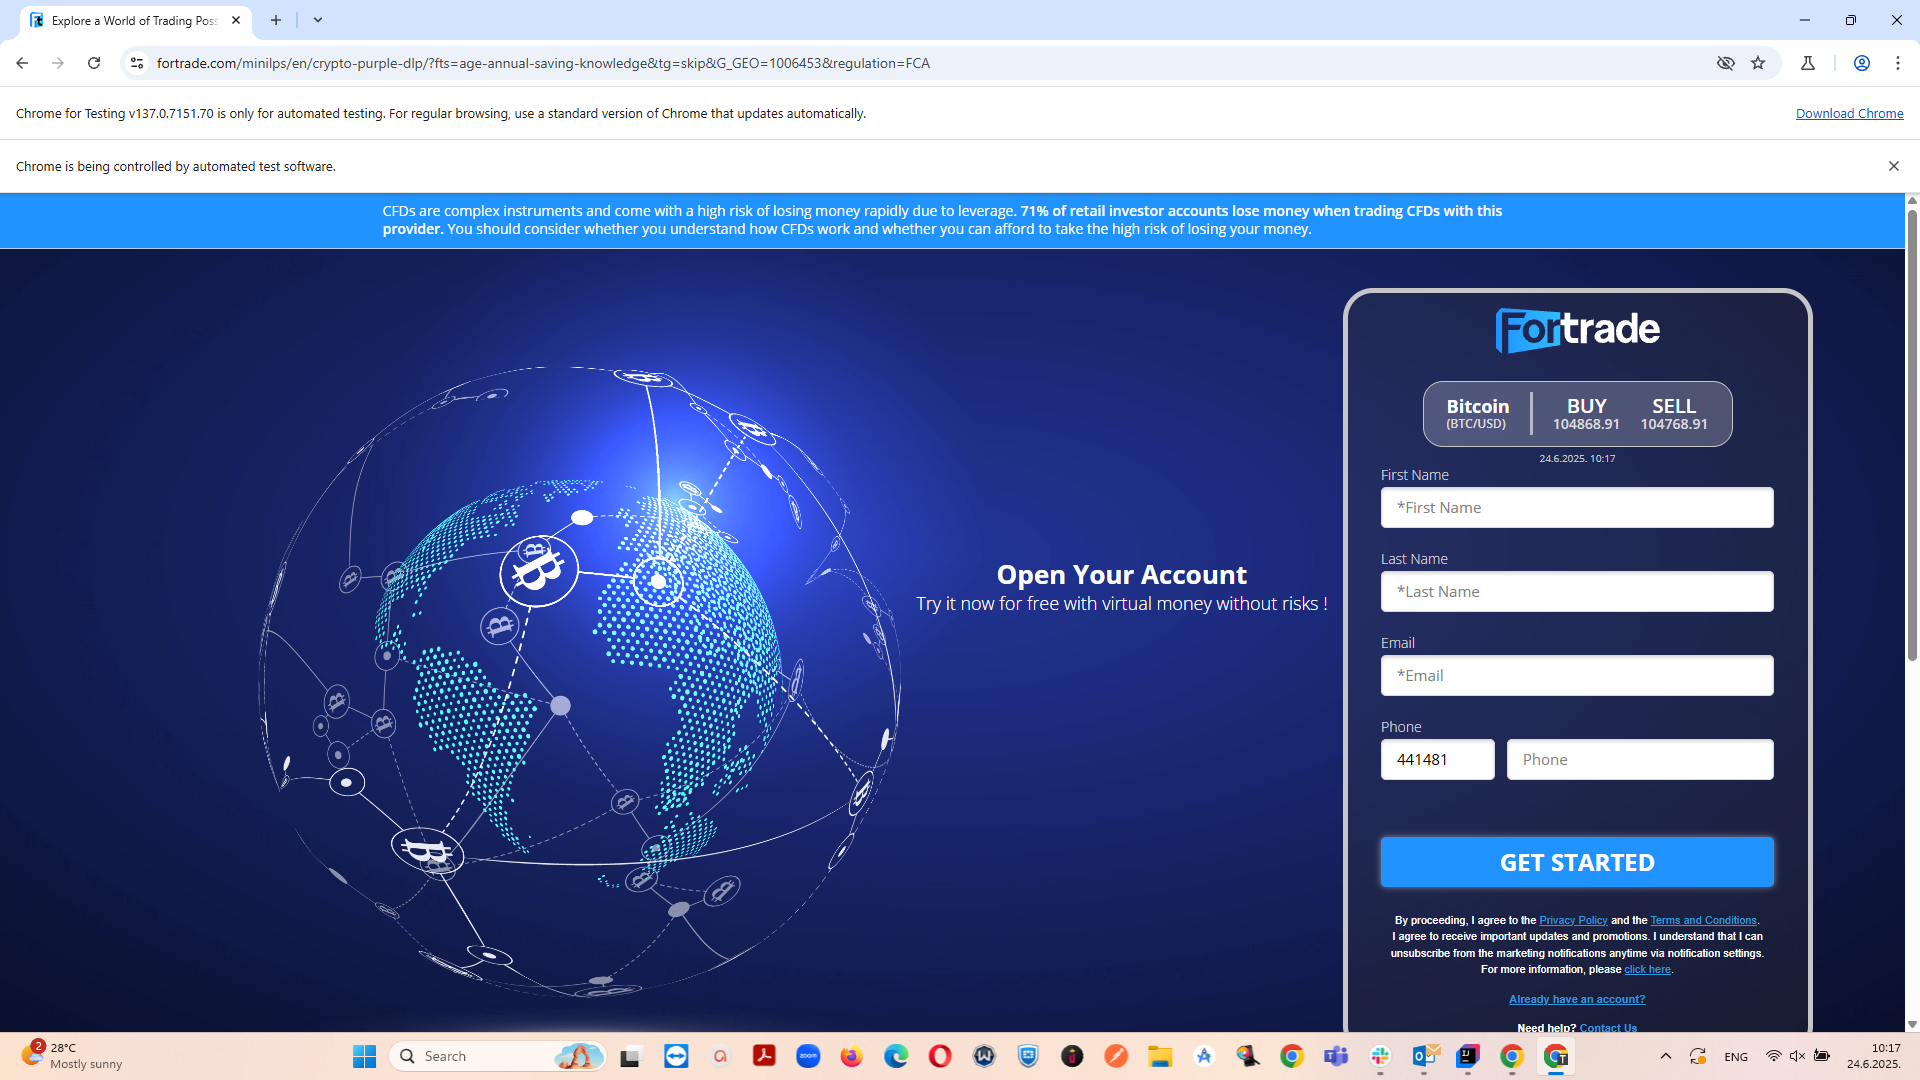 Explore a World of Trading Poss
fortrade.com/minilps/en/crypto-purple-dlp/?fts=age-annual-saving-knowledge&tg=skip&G_GEO=1006453&regulation=FCA
Chrome for Testing v137.0.7151.70 is only for automated testing. For regular browsing, use a standard version of Chrome that updates automatically.
Download Chrome
Chrome is being controlled by automated test software.
CFDs are complex instruments and come with a high risk of losing money rapidly due to leverage. 71% of retail investor accounts lose money when trading CFDs with this
provider. You should consider whether you understand how CFDs work and whether you can afford to take the high risk of losing your money.
Fortrade
Bitcoin
(BTC/USD)
BUY
104868.91
SELL
104768.91
24.6.2025. 10:17
First Name
*First Name
Last Name
*Last Name
Email
*Email
Phone
441481
Phone
Open Your Account
Try it now for free with virtual money without risks !
GET STARTED
By proceeding, I agree to the Privacy Policy and the Terms and Conditions.
I agree to receive important updates and promotions. I understand that I can
unsubscribe from the marketing notifications anytime via notification settings.
For more information, please click here.
Already have an account?
Need help? Contact Us
2
28°C
Mostly sunny
Search
zoom
ENG
10:17
24.6.2025.